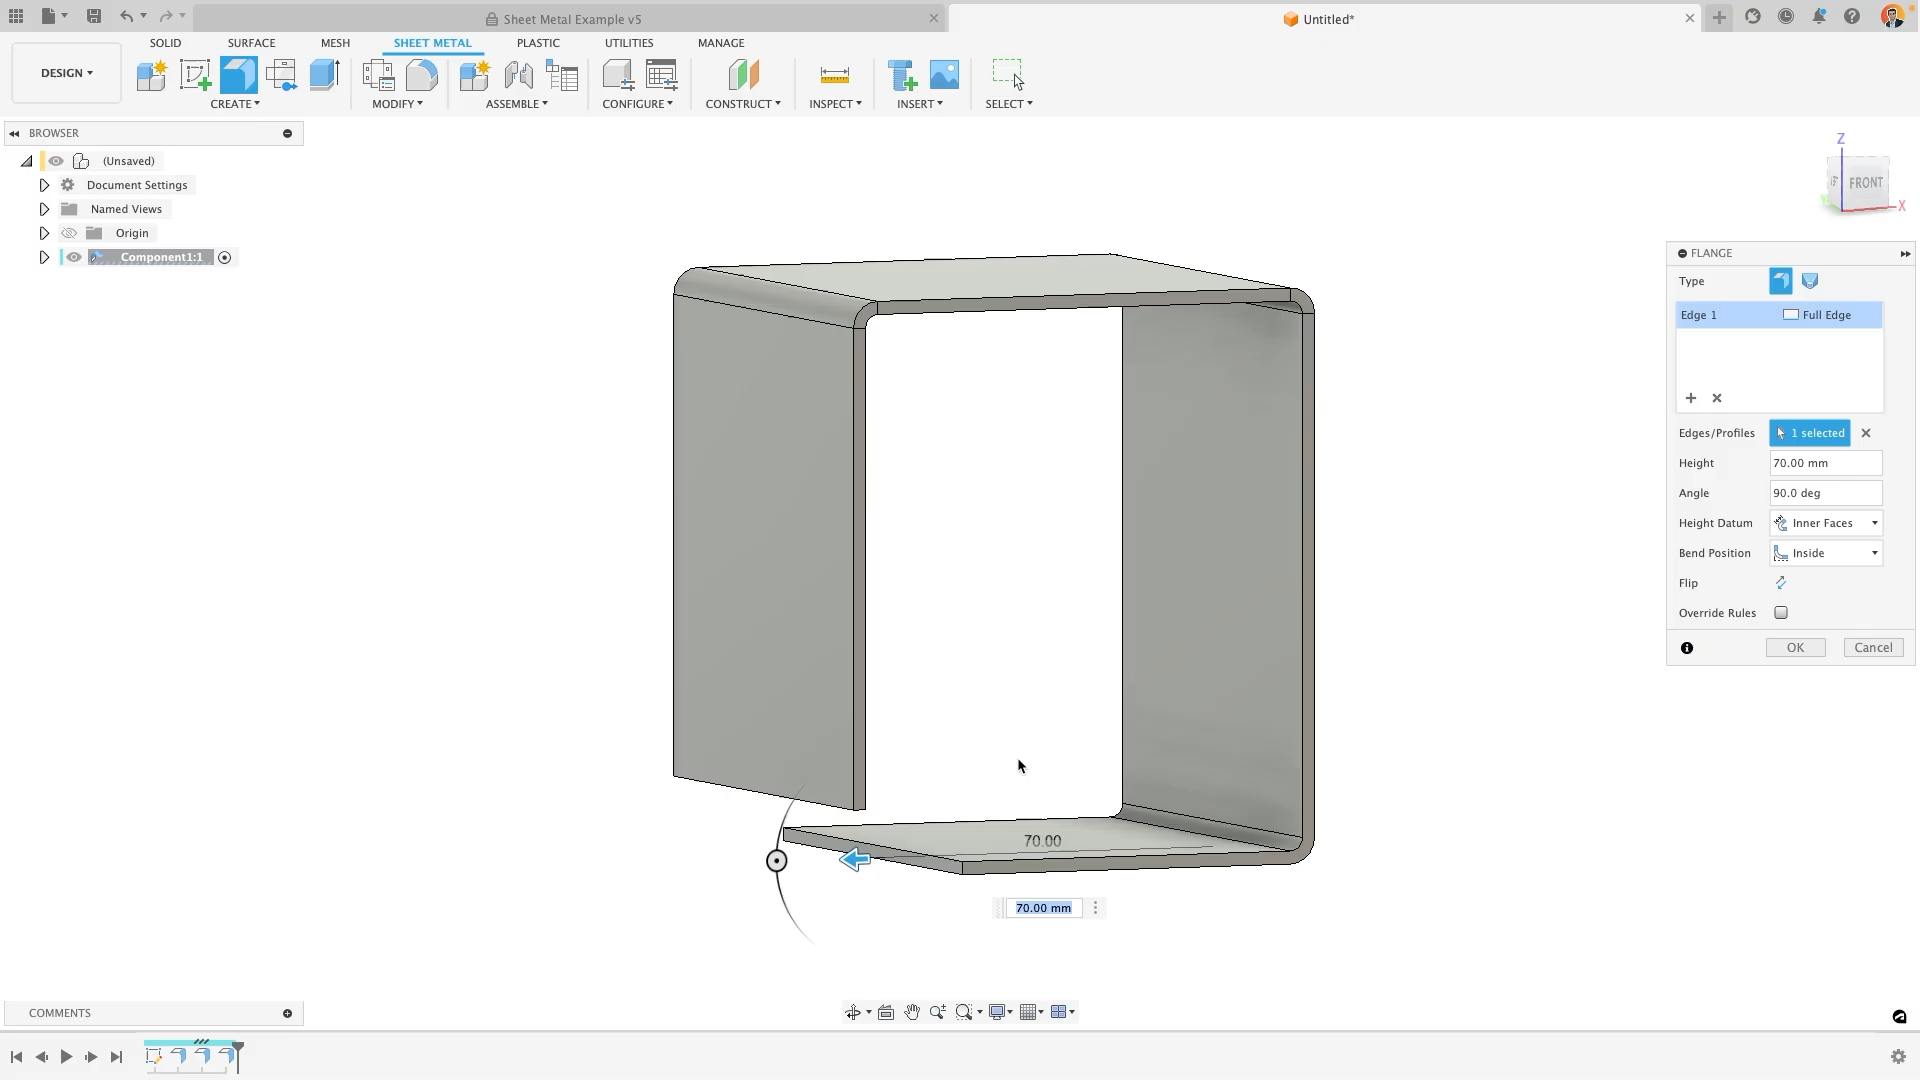 Sheet Metal Example v5
Untitled*
SOLID SURFACE MESH SHEET METAL PLASTIC UTILITIES MANAGE
DESIGN
CREATE MODIFY ASSEMBLE CONFIGURE CONSTRUCT INSPECT INSERT SELECT
BROWSER
(Unsaved)
Document Settings
Named Views
Origin
Component1:1
Z
FRONT
X
FLANGE
Type
Edge 1 Full Edge
Edges/Profiles 1 selected
Height 70.00 mm
Angle 90.0 deg
Height Datum Inner Faces
Bend Position Inside
Flip
Override Rules
OK Cancel
70.00
70.00 mm
COMMENTS